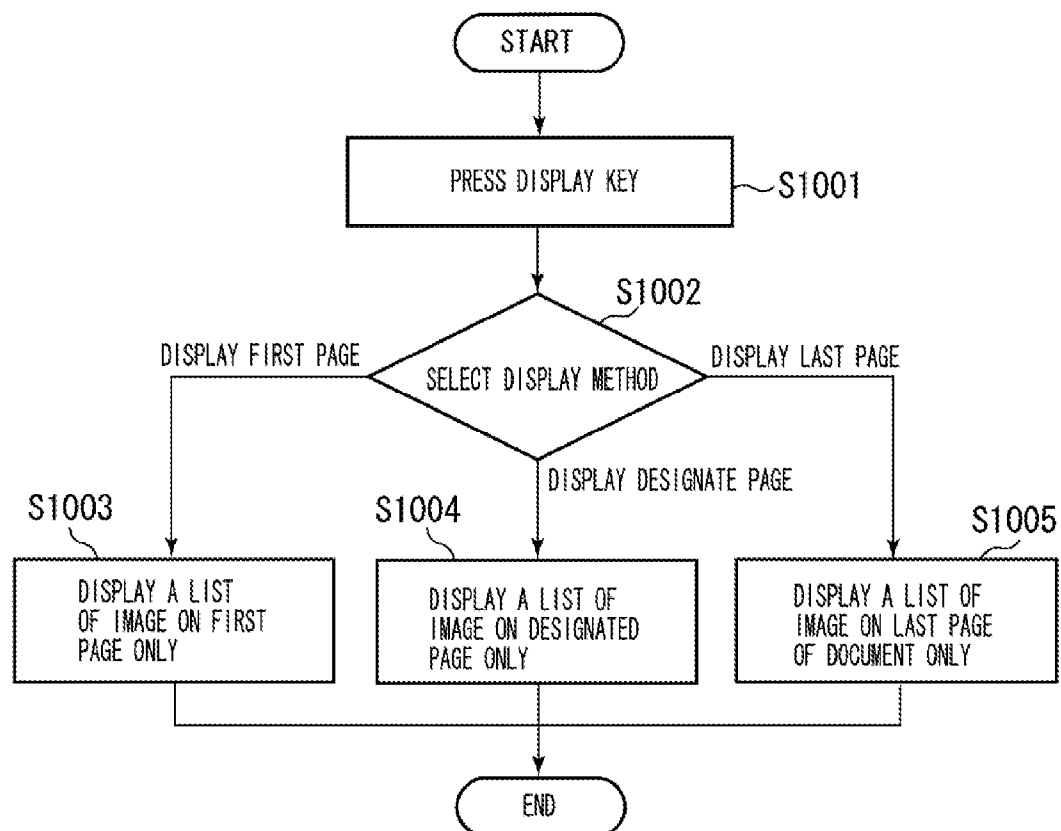 START
PRESS DISPLAY KEY
S1001
S1002
DISPLAY FIRST PAGE
DISPLAY LAST PAGE
SELECT DISPLAY METHOD
DISPLAY DESIGNATE PAGE
S1003
S1004
S1005
DISPLAY A LIST
OF IMAGE ON FIRST
PAGE ONLY
DISPLAY A LIST OF
IMAGE ON DESIGNATED
PAGE ONLY
DISPLAY A LIST OF
IMAGE ON LAST PAGE
OF DOCUMENT ONLY
END